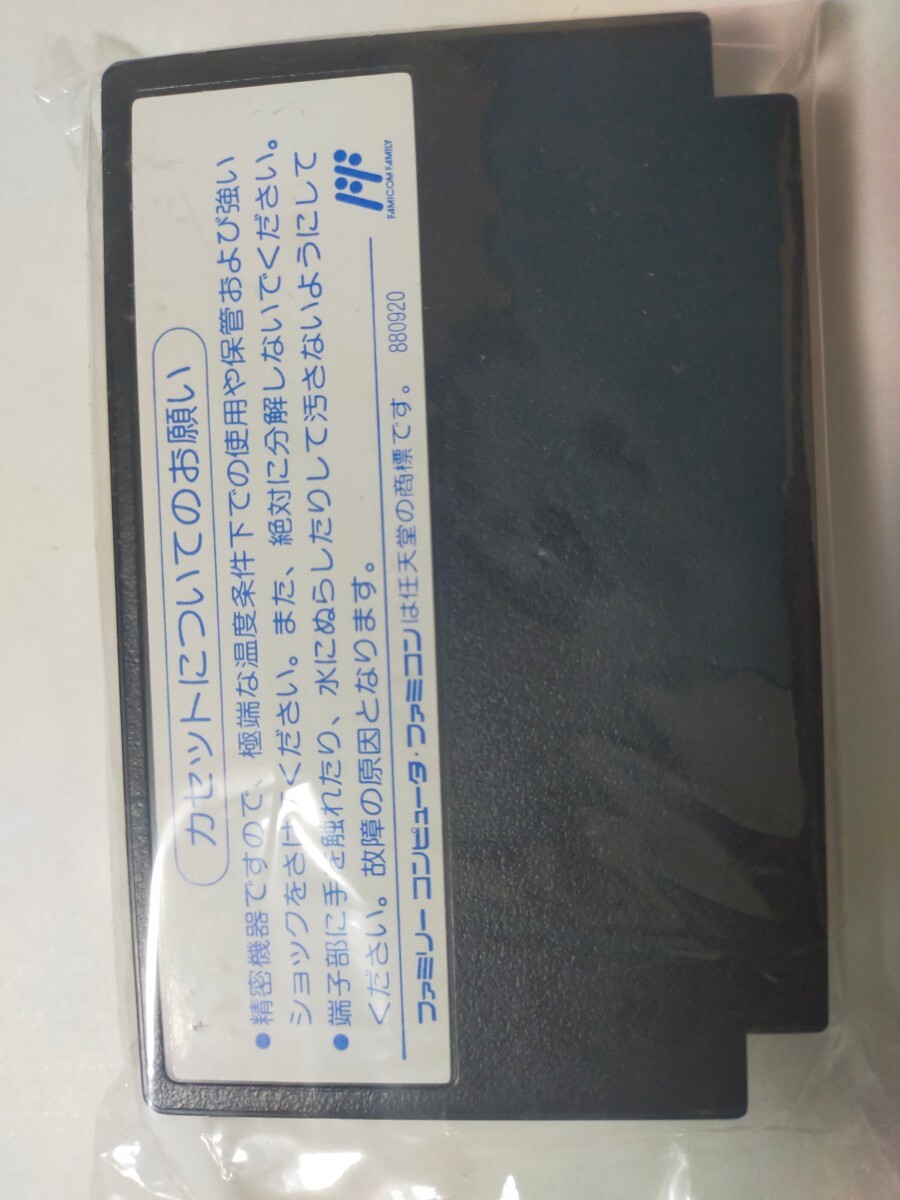 カセットについてのお願い
●精密機器ですので、極端な温度条件下での使用や保管および強い
ショックをさけてください。また、絶対に分解しないでください。
●端子部に手を触れたり、水にぬらしたりして汚さないようにして
ください。故障の原因となります。
FAMICOM FAMILY
ファミリーコンピュータ・ファミコンは任天堂の商標です。 880920